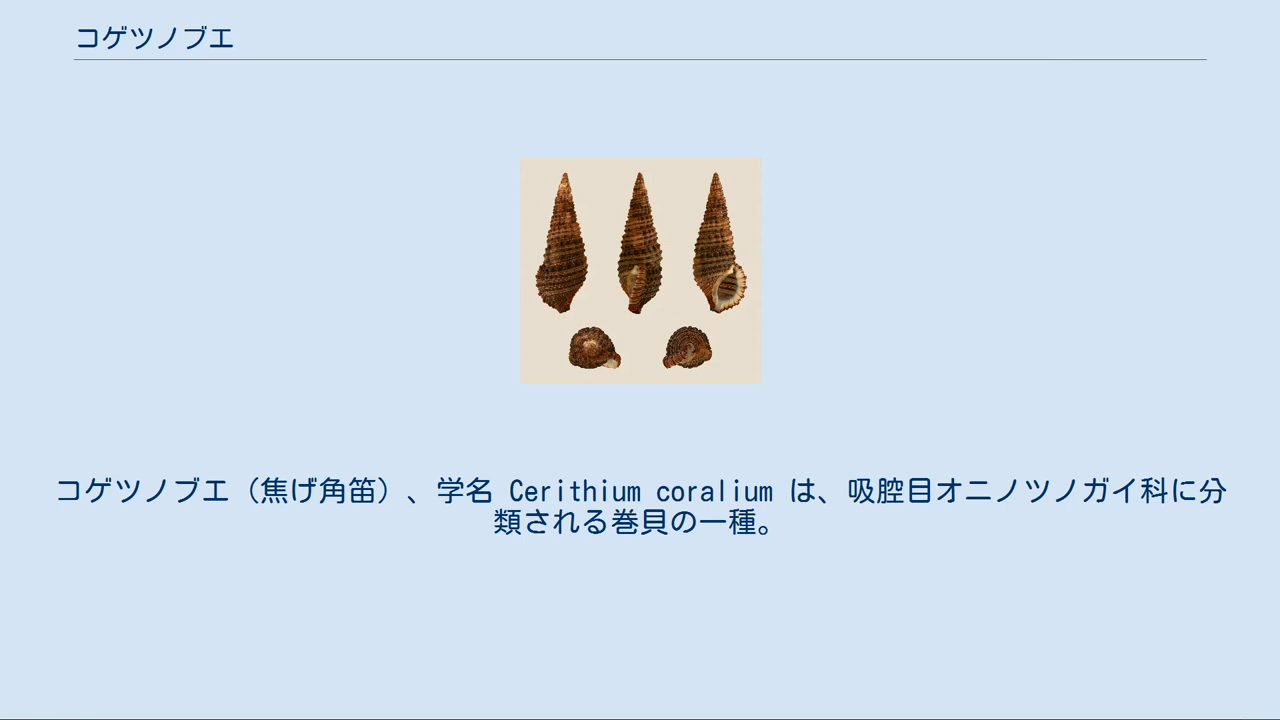 コゲツノブエ
コゲツノブエ（焦げ角笛）、学名 Cerithium coralium は、吸腔目オニノツノガイ科に分
類される巻貝の一種。